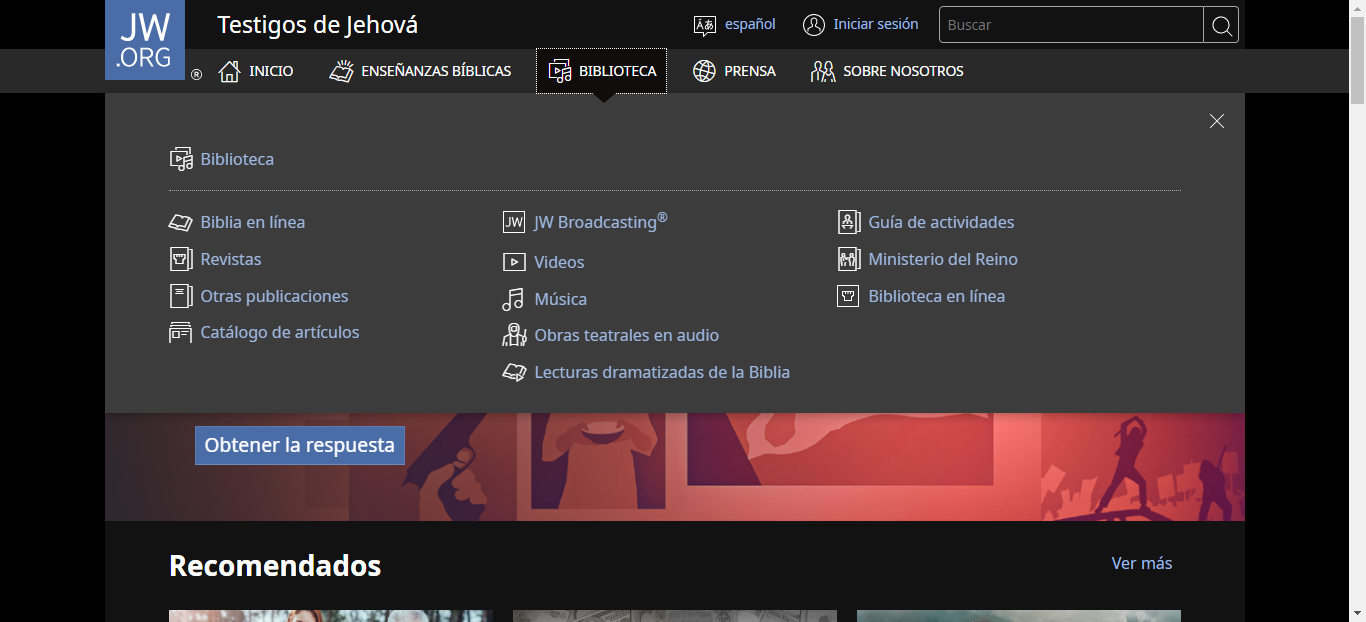 JW
.ORG
®
Testigos de Jehová
español
Iniciar sesión
Buscar
INICIO
ENSEÑANZAS BÍBLICAS
BIBLIOTECA
PRENSA
SOBRE NOSOTROS
Biblioteca
Biblia en línea
Revistas
Otras publicaciones
Catálogo de artículos
JW
JW Broadcasting®
Videos
Música
Obras teatrales en audio
Lecturas dramatizadas de la Biblia
Guía de actividades
Ministerio del Reino
Biblioteca en línea
Obtener la respuesta
Recomendados
Ver más